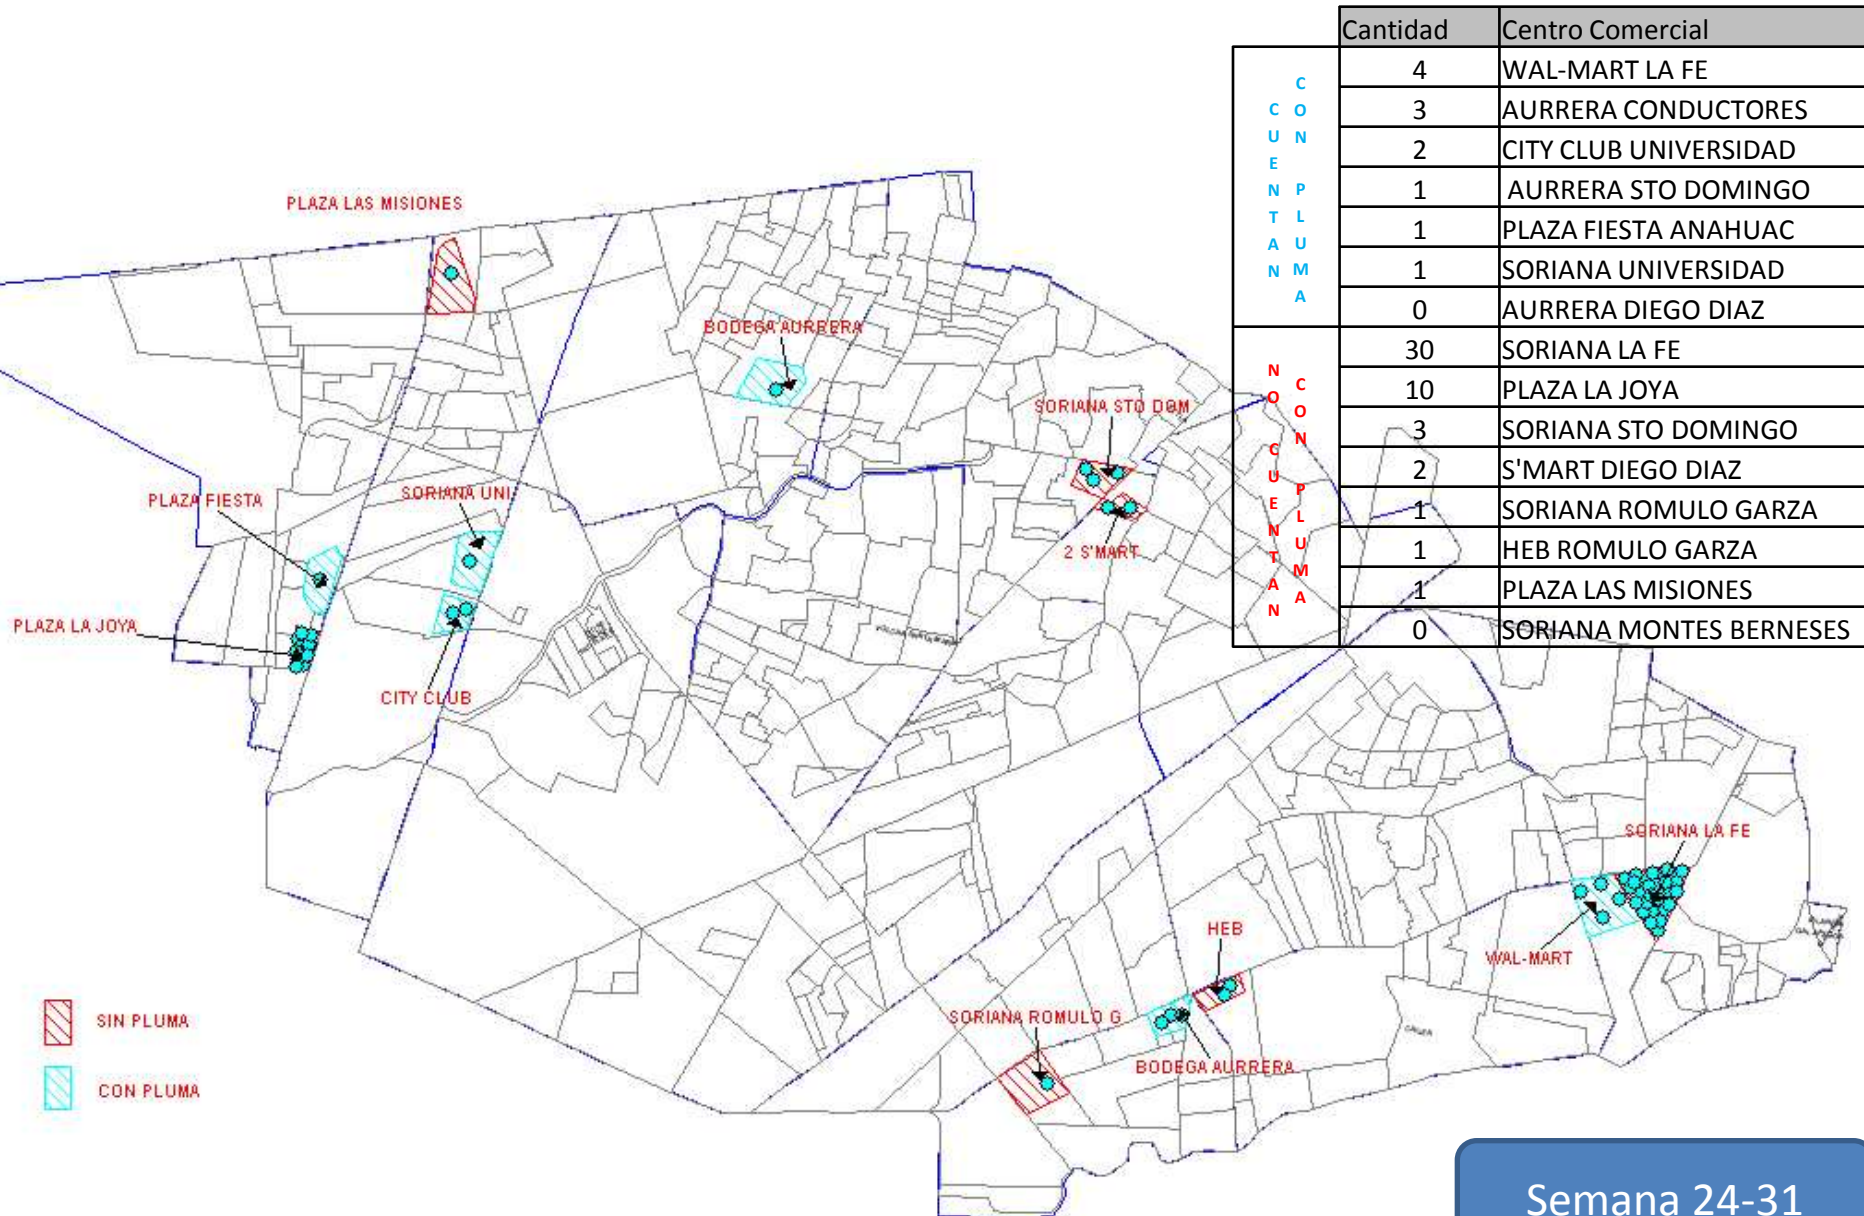 Cantidad Centro Comercial
CUENTAN CON PLUMA
4 WAL-MART LA FE
3 AURRERA CONDUCTORES
2 CITY CLUB UNIVERSIDAD
1 AURRERA STO DOMINGO
1 PLAZA FIESTA ANAHUAC
1 SORIANA UNIVERSIDAD
0 AURRERA DIEGO DIAZ
NO CUENTAN CON PLUMA
30 SORIANA LA FE
10 PLAZA LA JOYA
3 SORIANA STO DOMINGO
2 S'MART DIEGO DIAZ
1 SORIANA ROMULO GARZA
1 HEB ROMULO GARZA
1 PLAZA LAS MISIONES
0 SORIANA MONTES BERNESES
PLAZA LAS MISIONES
BODEGA AURRERA
SORIANA STO DOM
PLAZA FIESTA
SORIANA UNI
2 S'MART
PLAZA LA JOYA
CITY CLUB
SORIANA LA FE
HEB
WAL-MART
SORIANA ROMULO G
BODEGA AURRERA
SIN PLUMA
CON PLUMA
Semana 24-31